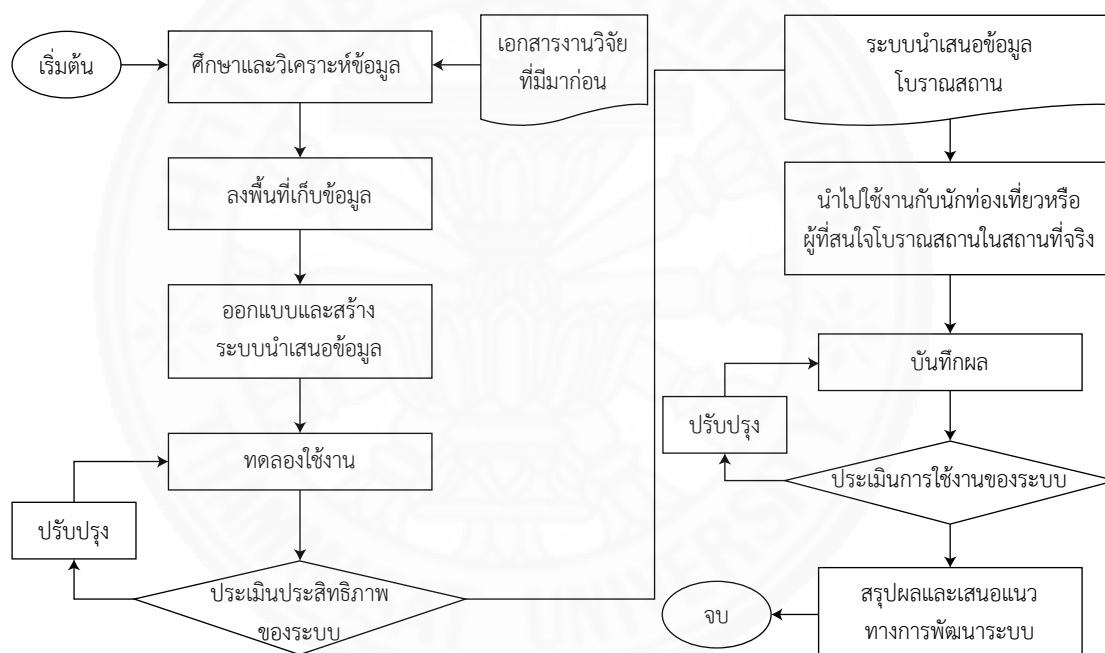 เริ่มต้น
ศึกษาและวิเคราะห์ข้อมูล
เอกสารงานวิจัย
ที่มีมาก่อน
ลงพื้นที่เก็บข้อมูล
ออกแบบและสร้าง
ระบบนำเสนอข้อมูล
ทดลองใช้งาน
ปรับปรุง
ประเมินประสิทธิภาพ
ของระบบ
ระบบนำเสนอข้อมูล
โบราณสถาน
นำไปใช้งานกับนักท่องเที่ยวหรือ
ผู้ที่สนใจโบราณสถานในสถานที่จริง
บันทึกผล
ปรับปรุง
ประเมินการใช้งานของระบบ
สรุปผลและเสนอแนว
ทางการพัฒนาระบบ
จบ
UNIVERSITY